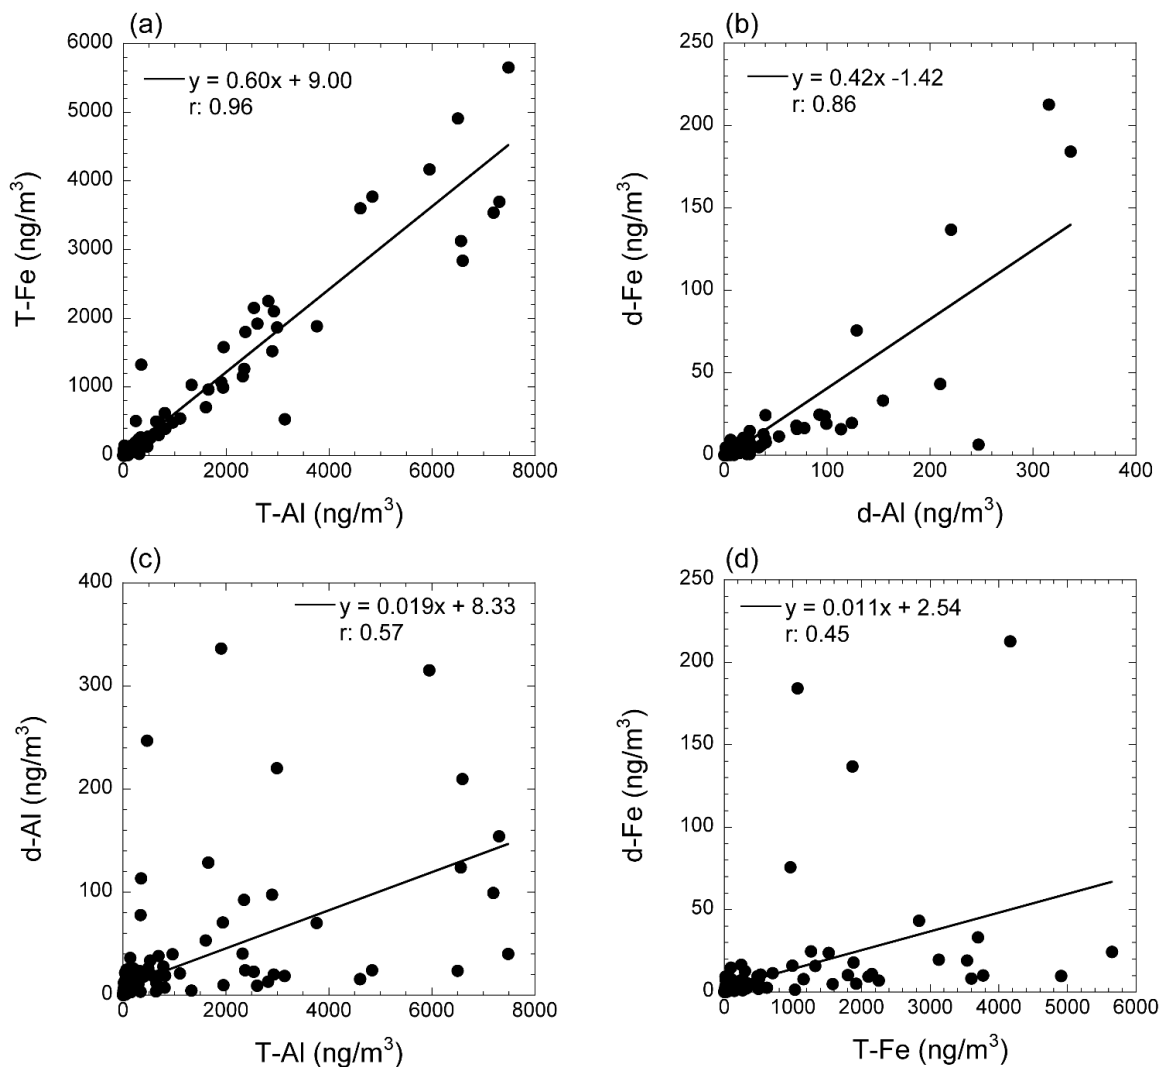 (a)
y = 0.60x + 9.00
r: 0.96
6000
5000
4000
3000
2000
1000
0
0 2000 4000 6000 8000
T-Fe (ng/m³)
T-Al (ng/m³)
(b)
y = 0.42x -1.42
r: 0.86
250
200
150
100
50
0
0 100 200 300 400
d-Fe (ng/m³)
d-Al (ng/m³)
(c)
y = 0.019x + 8.33
r: 0.57
400
300
200
100
0
0 2000 4000 6000 8000
d-Al (ng/m³)
T-Al (ng/m³)
(d)
y = 0.011x + 2.54
r: 0.45
250
200
150
100
50
0
0 1000 2000 3000 4000 5000 6000
d-Fe (ng/m³)
T-Fe (ng/m³)